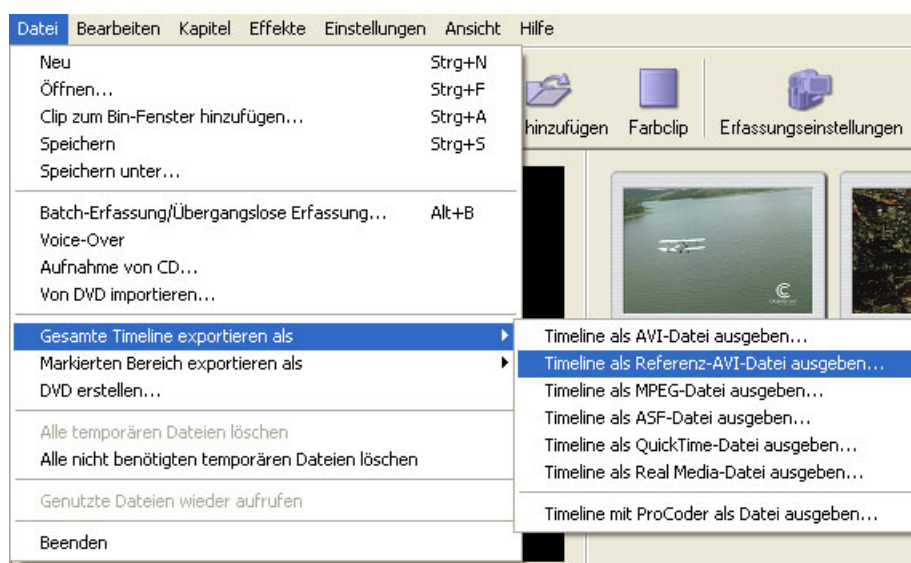 Datei Bearbeiten Kapitel Effekte Einstellungen Ansicht Hilfe
Neu Strg+N
Öffnen... Strg+F
Clip zum Bin-Fenster hinzufügen... Strg+A
Speichern Strg+S
Speichern unter...
Batch-Erfassung/Übergangslose Erfassung... Alt+B
Voice-Over
Aufnahme von CD...
Von DVD importieren...
Gesamte Timeline exportieren als
Markierten Bereich exportieren als
DVD erstellen...
Alle temporären Dateien löschen
Alle nicht benötigten temporären Dateien löschen
Genutzte Dateien wieder aufrufen
Beenden
hinzufügen Farbclip Erfassungseinstellungen
Timeline als AVI-Datei ausgeben...
Timeline als Referenz-AVI-Datei ausgeben...
Timeline als MPEG-Datei ausgeben...
Timeline als ASF-Datei ausgeben...
Timeline als QuickTime-Datei ausgeben...
Timeline als Real Media-Datei ausgeben...
Timeline mit ProCoder als Datei ausgeben...